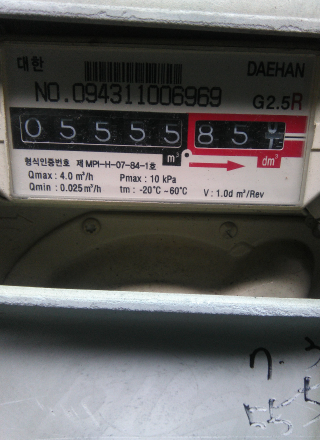 대한
DAEHAN
NO.094311006969
G2.5R
05555 85
m³
dm³
형식인증번호 제 MPI-H-07-84-1호
Qmax : 4.0 m³/h Pmax : 10 kPa
Qmin : 0.025 m³/h tm : -20°C ~60°C V : 1.0d m³/Rev